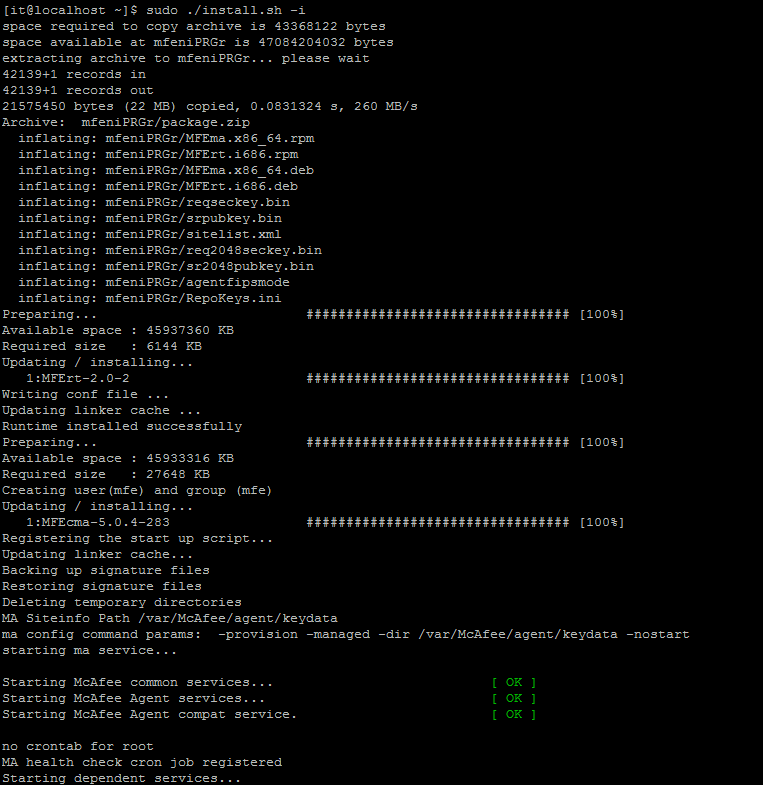 [it@localhost ~]$ sudo ./install.sh -i
space required to copy archive is 43368122 bytes
space available at mfeniPRGr is 47084204032 bytes
extracting archive to mfeniPRGr... please wait
42139+1 records in
42139+1 records out
21575450 bytes (22 MB) copied, 0.0831324 s, 260 MB/s
Archive:  mfeniPRGr/package.zip
  inflating: mfeniPRGr/MFEma.x86_64.rpm
  inflating: mfeniPRGr/MFErt.i686.rpm
  inflating: mfeniPRGr/MFEma.x86_64.deb
  inflating: mfeniPRGr/MFErt.i686.deb
  inflating: mfeniPRGr/reqseckey.bin
  inflating: mfeniPRGr/srpubkey.bin
  inflating: mfeniPRGr/sitelist.xml
  inflating: mfeniPRGr/req2048seckey.bin
  inflating: mfeniPRGr/sr2048pubkey.bin
  inflating: mfeniPRGr/agentfipsmode
  inflating: mfeniPRGr/RepoKeys.ini
Preparing...                          ################################# [100%]
Available space : 45937360 KB
Required size   : 6144 KB
Updating / installing...
   1:MFErt-2.0-2                      ################################# [100%]
Writing conf file ...
Updating linker cache ...
Runtime installed successfully
Preparing...                          ################################# [100%]
Available space : 45933316 KB
Required size   : 27648 KB
Creating user(mfe) and group (mfe)
Updating / installing...
   1:MFEcma-5.0.4-283                 ################################# [100%]
Registering the start up script...
Updating linker cache...
Backing up signature files
Restoring signature files
Deleting temporary directories
MA Siteinfo Path /var/McAfee/agent/keydata
ma config command params:  -provision -managed -dir /var/McAfee/agent/keydata -nostart
starting ma service...

Starting McAfee common services...                           [ OK ]
Starting McAfee Agent services...                            [ OK ]
Starting McAfee Agent compat service.                        [ OK ]

no crontab for root
MA health check cron job registered
Starting dependent services...